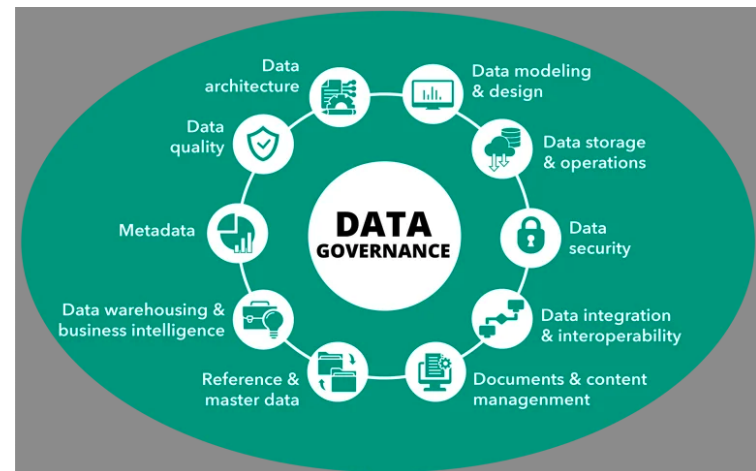 Data
architecture
Data modeling
& design
Data
quality
Data storage
& operations
DATA
GOVERNANCE
Metadata
Data
security
Data warehousing &
business intelligence
Data integration
& interoperability
Reference &
master data
Documents & content
managenment